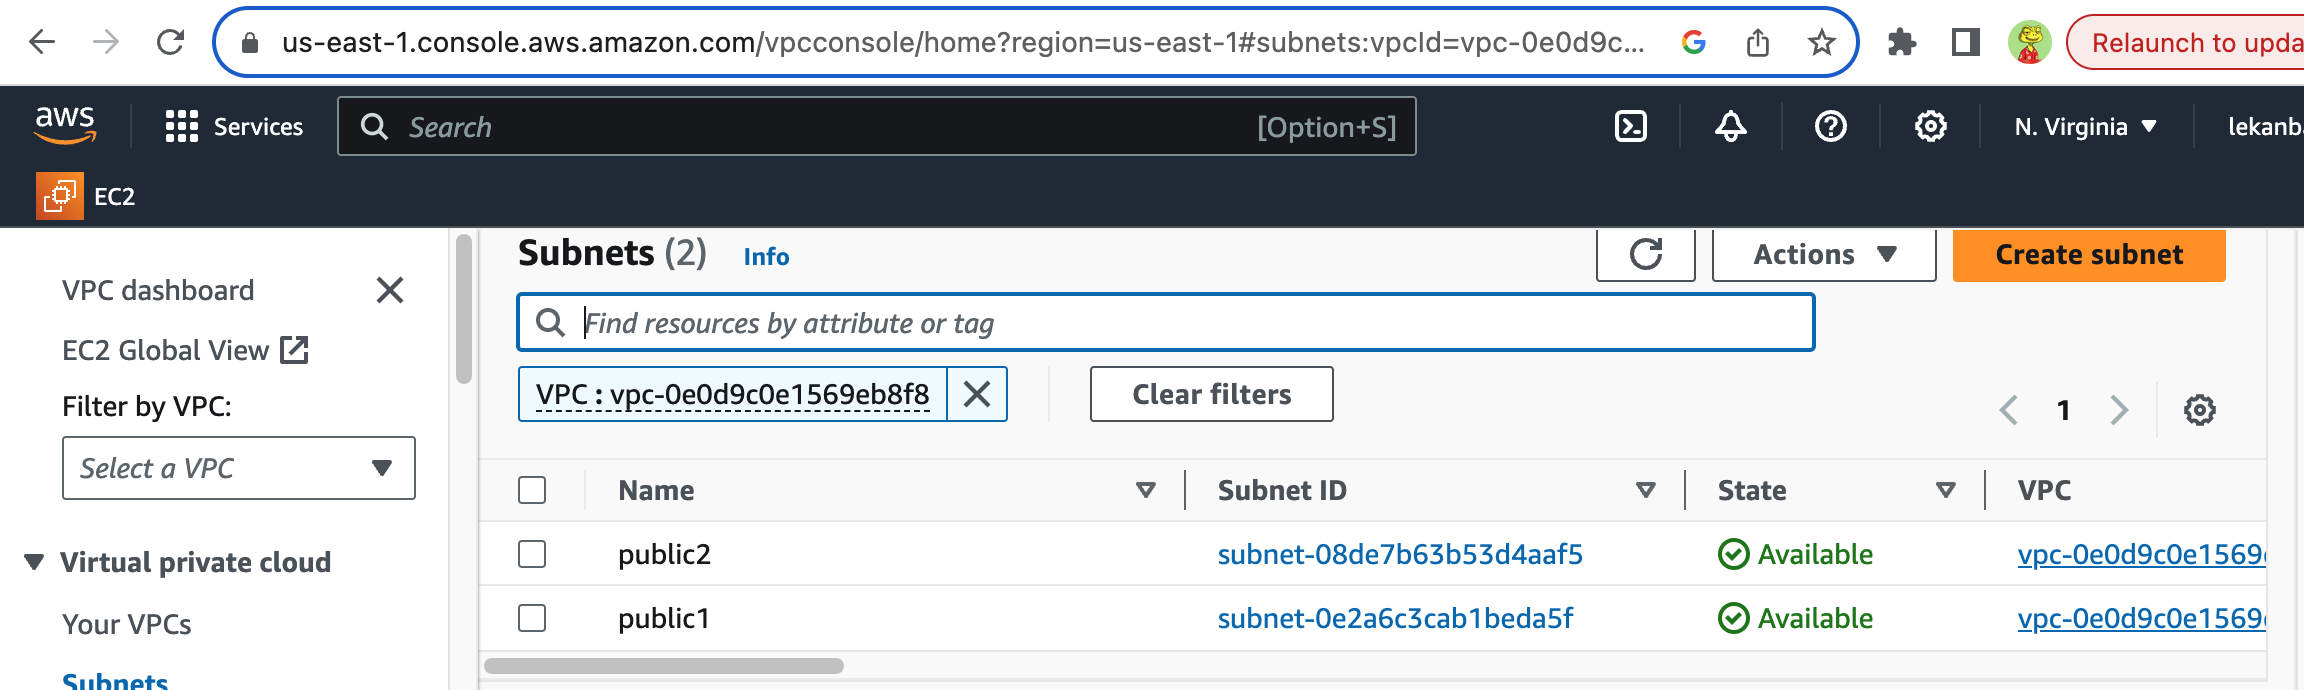 us-east-1.console.aws.amazon.com/vpcconsole/home?region=us-east-1#subnets:vpcId=vpc-0e0d9c...
Relaunch to upda
aws
Services
Search
[Option+S]
N. Virginia
lekanb
EC2
VPC dashboard
EC2 Global View
Filter by VPC:
Select a VPC
Virtual private cloud
Your VPCs
Subnets
Subnets (2) Info
Actions
Create subnet
Find resources by attribute or tag
VPC : vpc-0e0d9c0e1569eb8f8
Clear filters
1
Name Subnet ID State VPC
public2 subnet-08de7b63b53d4aaf5 Available vpc-0e0d9c0e1569
public1 subnet-0e2a6c3cab1beda5f Available vpc-0e0d9c0e1569